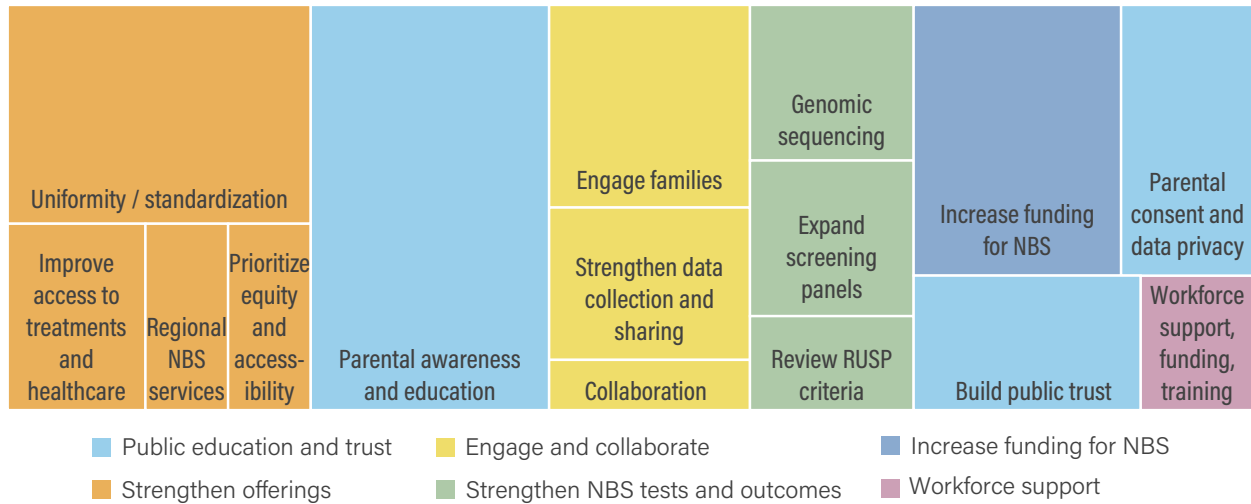 Uniformity / standardization
Improve
access to
treatments
and
healthcare
Regional
NBS
services
Prioritize
equity
and
access-
ibility
Parental awareness
and education
Engage families
Strengthen data
collection and
sharing
Collaboration
Genomic
sequencing
Expand
screening
panels
Review RUSP
criteria
Increase funding
for NBS
Parental
consent and
data privacy
Build public trust
Workforce
support,
funding,
training
Public education and trust
Engage and collaborate
Increase funding for NBS
Strengthen offerings
Strengthen NBS tests and outcomes
Workforce support